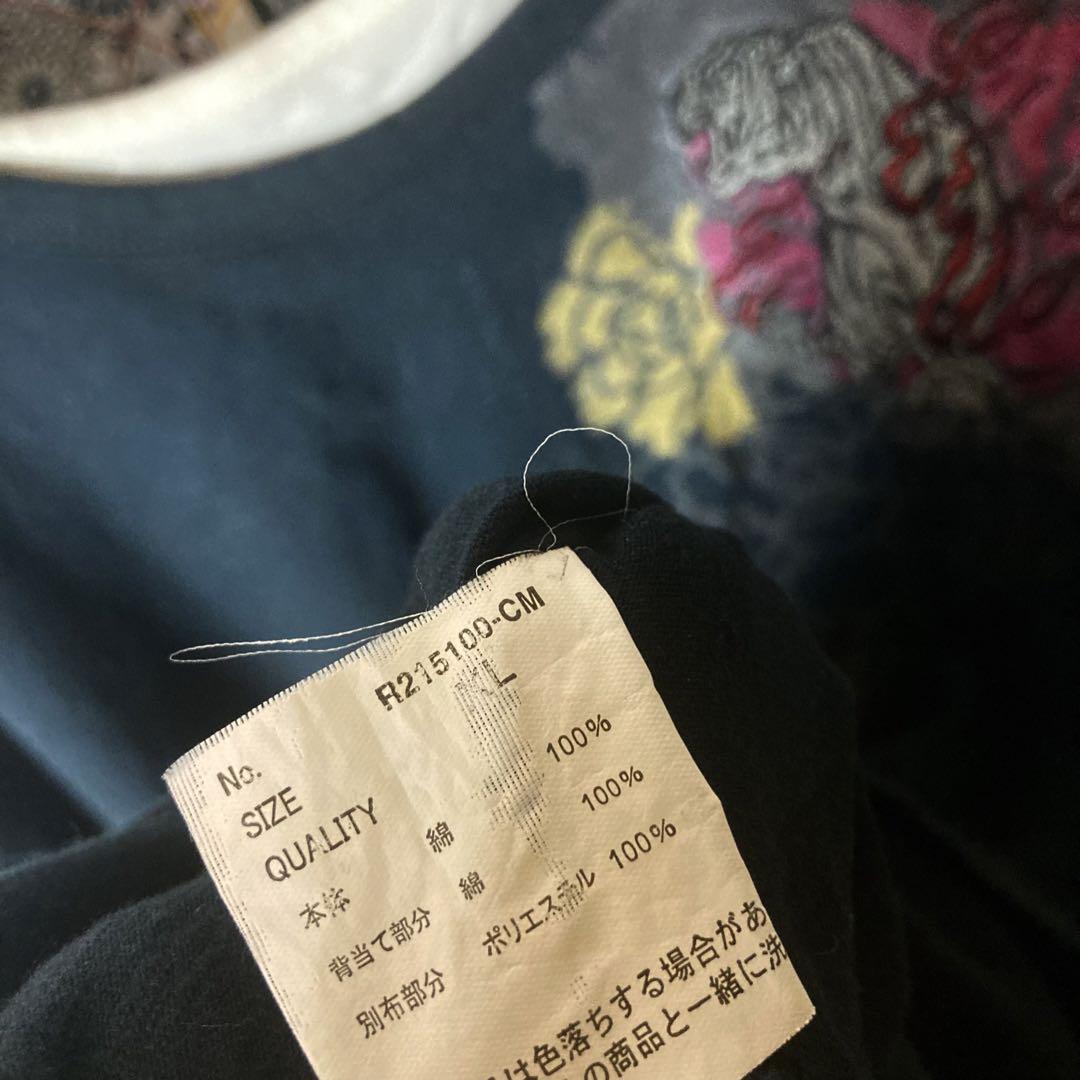 No. R215100-CM
SIZE XL
QUALITY
本体 綿 100%
背当て部分 綿 100%
別布部分 ポリエステル 100%
は色落ちする場合があ
の商品と一緒に洗